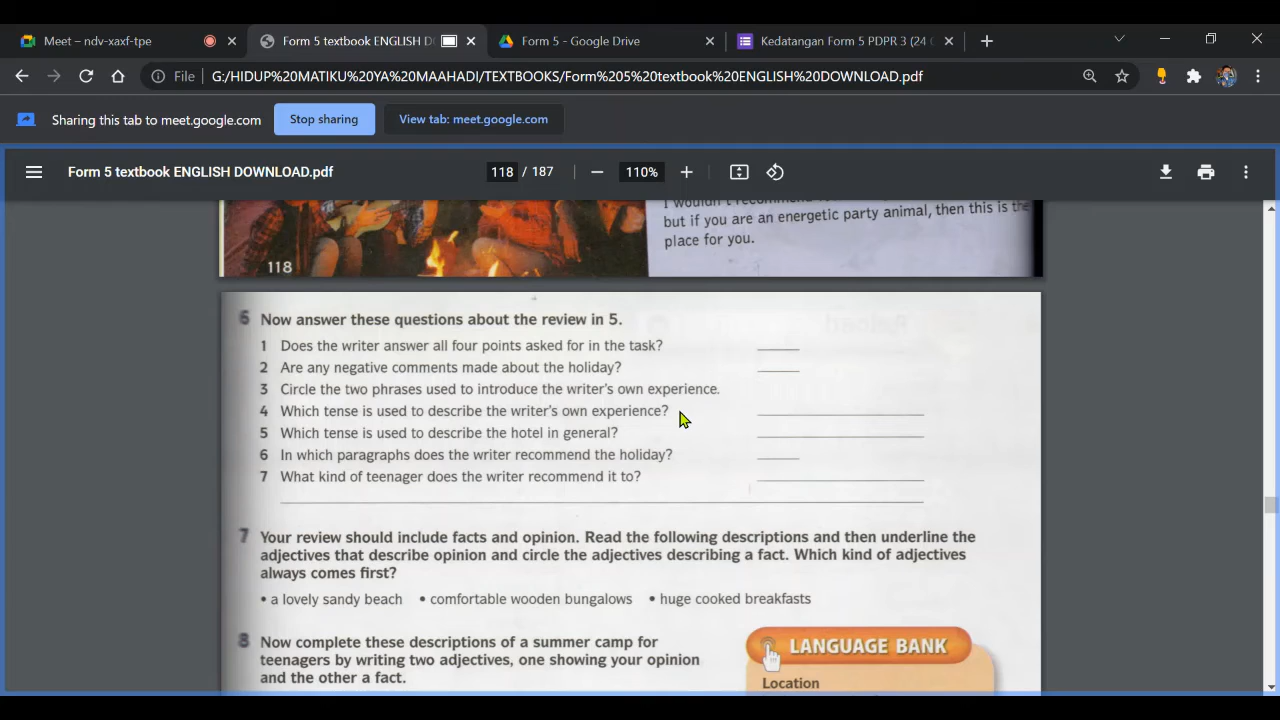 Meet – ndv-xaxf-tpe
Form 5 textbook ENGLISH D
Form 5 - Google Drive
Kedatangan Form 5 PDPR 3 (24 
File
G:/HIDUP%20MATIKU%20YA%20MAAHADI/TEXTBOOKS/Form%205%20textbook%20ENGLISH%20DOWNLOAD.pdf
Sharing this tab to meet.google.com
Stop sharing
View tab: meet.google.com
Form 5 textbook ENGLISH DOWNLOAD.pdf
118 / 187
110%
I wouldn't recommend
but if you are an energetic party animal, then this is the
place for you.
118
6 Now answer these questions about the review in 5.
1 Does the writer answer all four points asked for in the task?
2 Are any negative comments made about the holiday?
3 Circle the two phrases used to introduce the writer's own experience.
4 Which tense is used to describe the writer's own experience?
5 Which tense is used to describe the hotel in general?
6 In which paragraphs does the writer recommend the holiday?
7 What kind of teenager does the writer recommend it to?
7 Your review should include facts and opinion. Read the following descriptions and then underline the
adjectives that describe opinion and circle the adjectives describing a fact. Which kind of adjectives
always comes first?
• a lovely sandy beach • comfortable wooden bungalows • huge cooked breakfasts
8 Now complete these descriptions of a summer camp for
teenagers by writing two adjectives, one showing your opinion
and the other a fact.
LANGUAGE BANK
Location